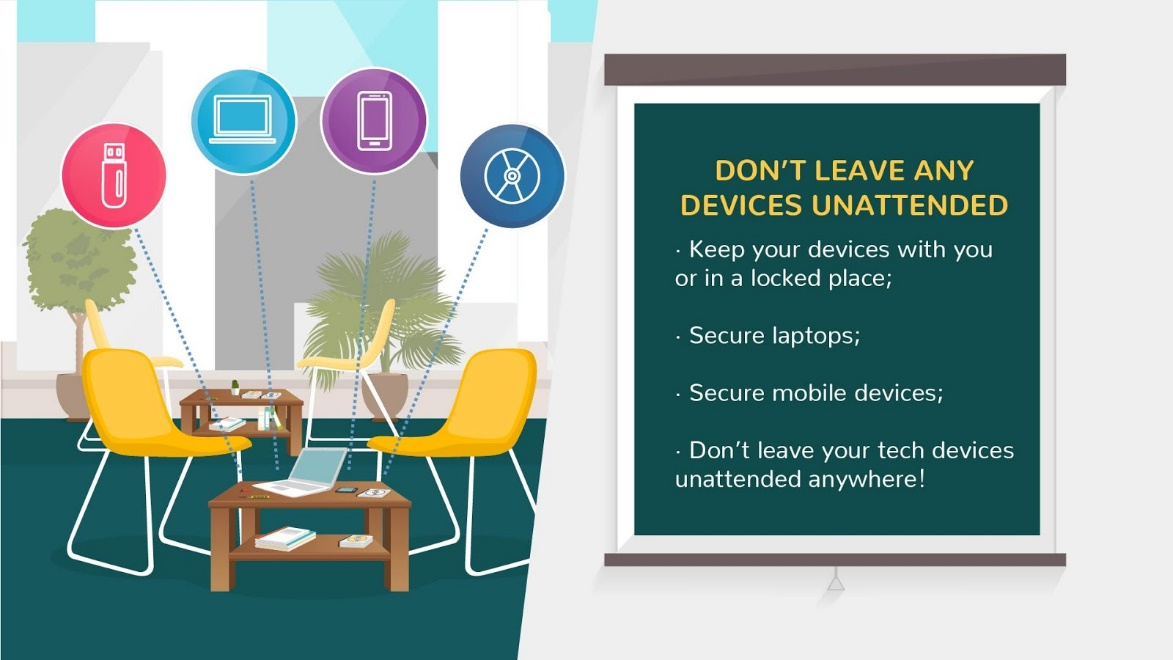 DON'T LEAVE ANY
DEVICES UNATTENDED
· Keep your devices with you
or in a locked place;
· Secure laptops;
· Secure mobile devices;
· Don't leave your tech devices
unattended anywhere!